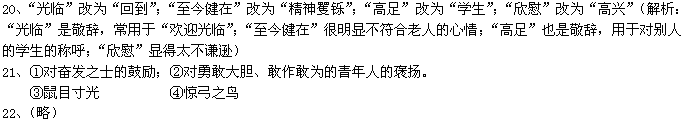 20、“光临”改为“回到”；“至今健在”改为“精神矍铄”；“高足”改为“学生”；“欣慰”改为“高兴”（解析：
“光临”是敬辞，常用于“欢迎光临”；“至今健在”很明显不符合老人的心情；“高足”也是敬辞，用于对别人
的学生的称呼；“欣慰”显得太不谦逊）
21、①对奋发之士的鼓励；②对勇敢大胆、敢作敢为的青年人的褒扬。
③鼠目寸光 ④惊弓之鸟
22、（略）